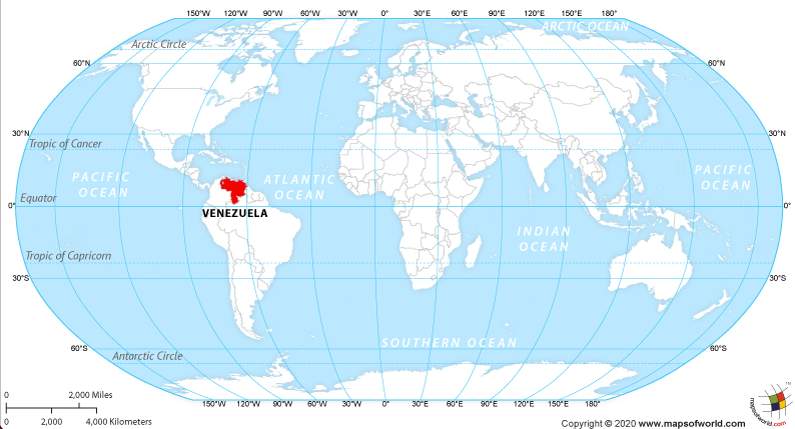 150°W 120°W 90°W 60°W 30°W 0° 30°E 60°E 90°E 120°E 150°E 180°
ARCTIC OCEAN
Arctic Circle
60°N 60°N
30°N 30°N
Tropic of Cancer
PACIFIC
OCEAN
ATLANTIC
OCEAN
PACIFIC
OCEAN
Equator
0° 0°
VENEZUELA
INDIAN
OCEAN
Tropic of Capricorn
30°S 30°S
SOUTHERN OCEAN
60°S 60°S
Antarctic Circle
150°W 120°W 90°W 60°W 30°W 0° 30°E 60°E 90°E 120°E 150°E 180°
0 2,000 Miles
0 2,000 4,000 Kilometers
mapsofworld.com
TM
Copyright © 2020 www.mapsofworld.com